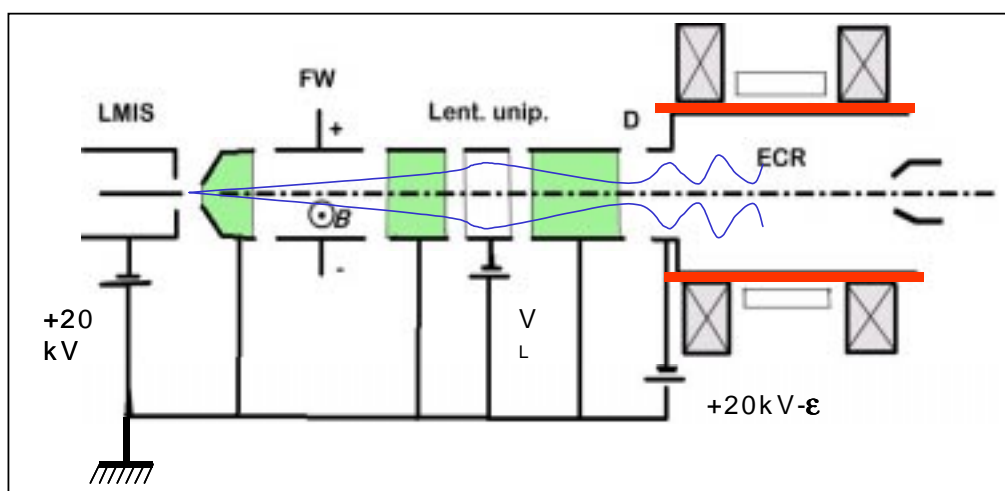 FW
LMIS
+
Lent. unip.
D
ECR
B
-
+20
kV
V
L
+20kV-ε